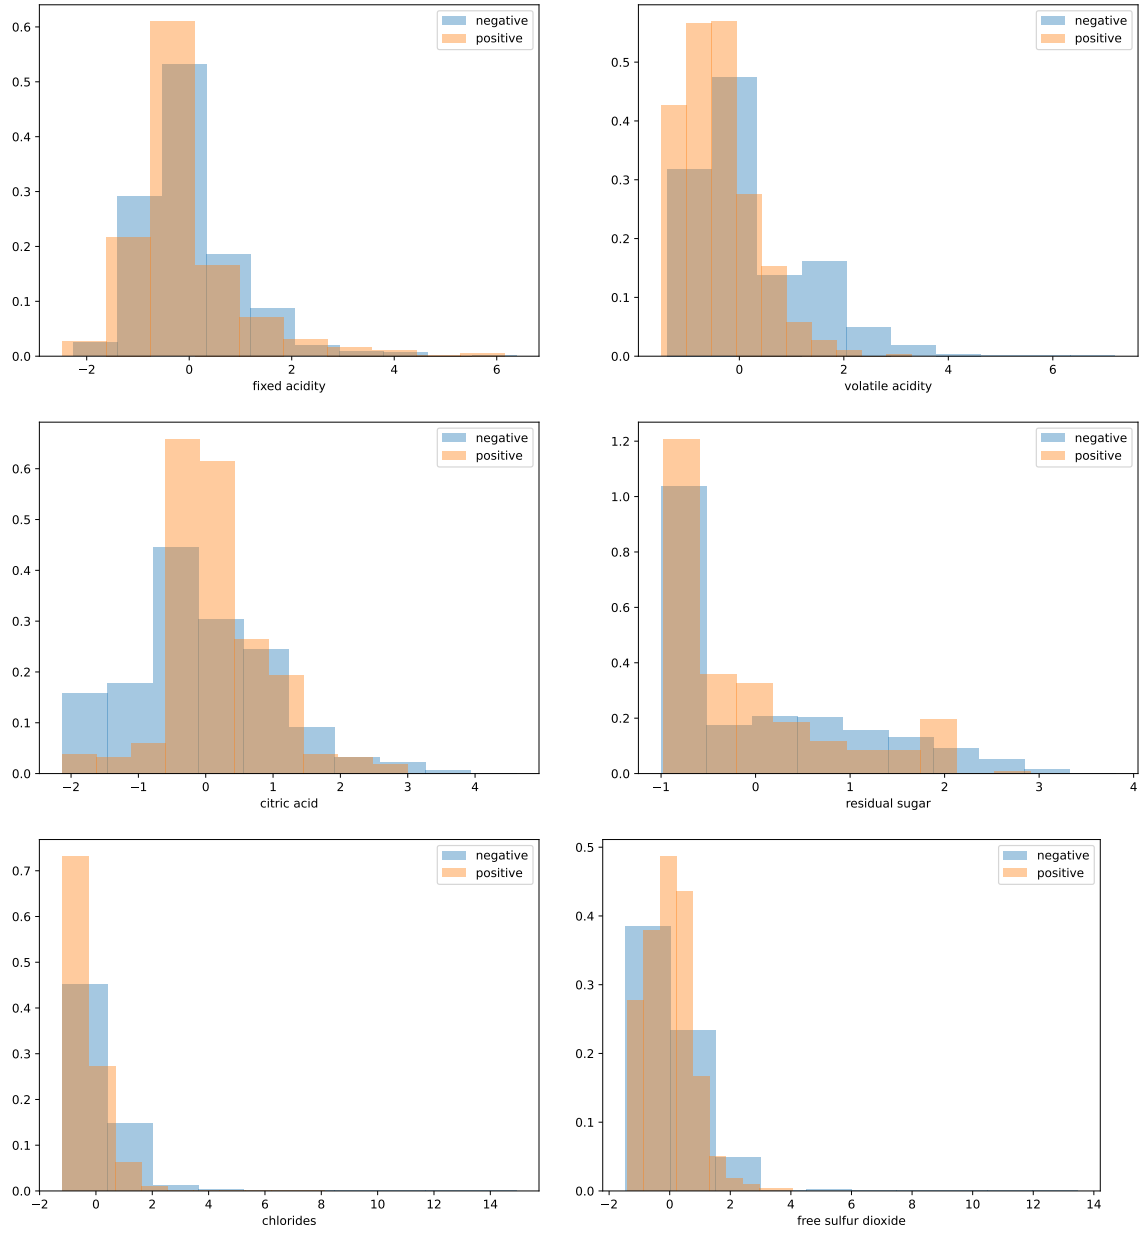 0.6
0.5
0.4
0.3
0.2
0.1
0.0
−2 0 2 4 6
fixed acidity
negative
positive
0.5
0.4
0.3
0.2
0.1
0.0
0 2 4 6
volatile acidity
negative
positive
0.6
0.5
0.4
0.3
0.2
0.1
0.0
−2 −1 0 1 2 3 4
citric acid
negative
positive
1.2
1.0
0.8
0.6
0.4
0.2
0.0
−1 0 1 2 3 4
residual sugar
negative
positive
0.7
0.6
0.5
0.4
0.3
0.2
0.1
0.0
−2 0 2 4 6 8 10 12 14
chlorides
negative
positive
0.5
0.4
0.3
0.2
0.1
0.0
−2 0 2 4 6 8 10 12 14
free sulfur dioxide
negative
positive